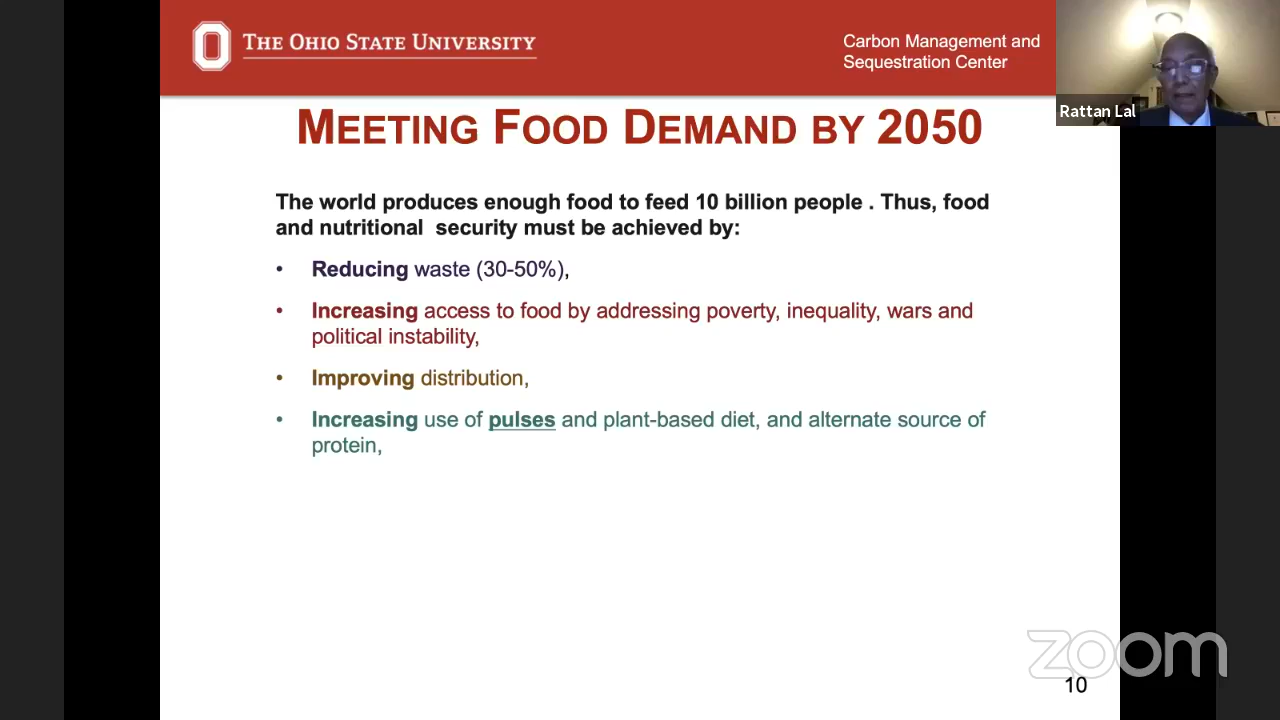 THE OHIO STATE UNIVERSITY
Carbon Management and
Sequestration Center
Rattan Lal
MEETING FOOD DEMAND BY 2050
The world produces enough food to feed 10 billion people . Thus, food
and nutritional security must be achieved by:
• Reducing waste (30-50%),
• Increasing access to food by addressing poverty, inequality, wars and
political instability,
• Improving distribution,
• Increasing use of pulses and plant-based diet, and alternate source of
protein,
zoom
10